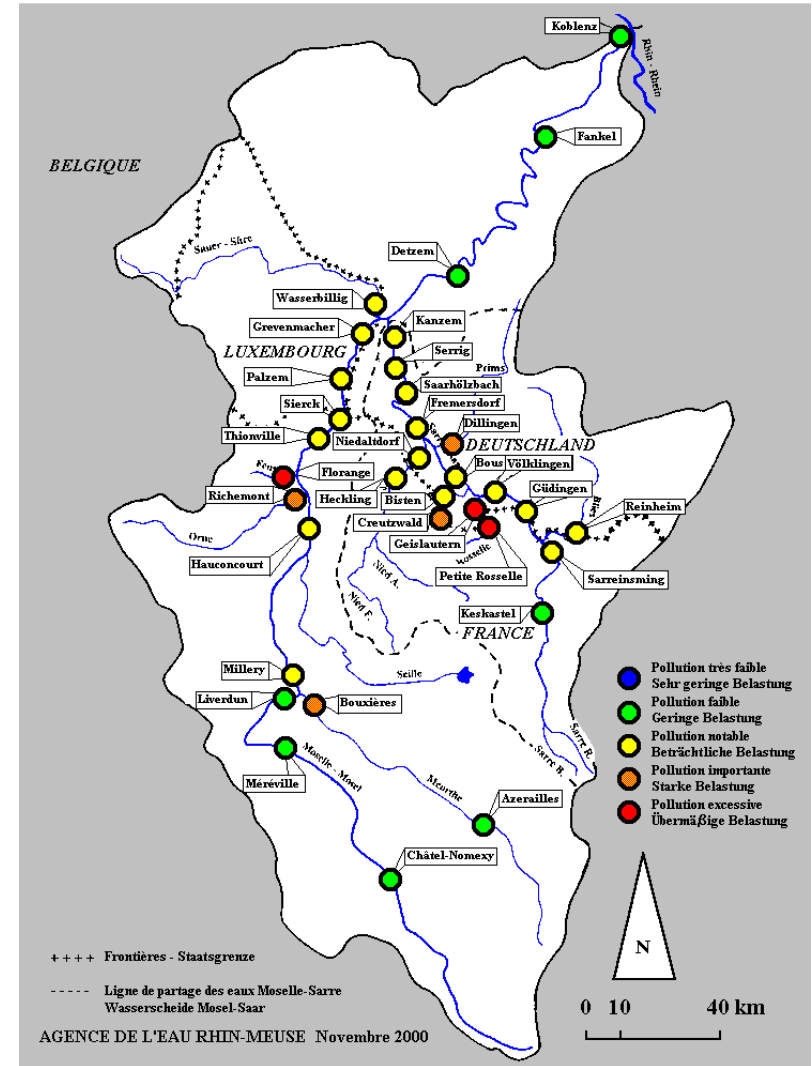 Koblenz
Rhin - Rhein
Fankel
BELGIQUE
Sauer - Sûre
Detzem
Wasserbillig
Kanzem
Grevenmacher
LUXEMBOURG
Serrig
Prims
Palzem
Saarhölzbach
Sierck
Fremersdorf
Dillingen
Thionville
Niedaltdorf
DEUTSCHLAND
Bous
Völklingen
Florange
Heckling
Güdingen
Richemont
Bisten
Blies
Reinheim
Creutzwald
Orne
Geislautern
Hauconcourt
Rosselle
Petite Rosselle
Sarreinsming
Nied A.
Nied F.
Keskastel
FRANCE
Millery
Seille
Liverdun
Bouxières
Sarre R.
Sarre B.
Moselle - Mosel
Meurthe
Méréville
Azerailles
Châtel-Nomexy
Pollution très faible
Sehr geringe Belastung
Pollution faible
Geringe Belastung
Pollution notable
Beträchtliche Belastung
Pollution importante
Starke Belastung
Pollution excessive
Übermäßige Belastung
N
0 10 40 km
++++ Frontières - Staatsgrenze
----- Ligne de partage des eaux Moselle-Sarre
Wasserscheide Mosel-Saar
AGENCE DE L'EAU RHIN-MEUSE Novembre 2000